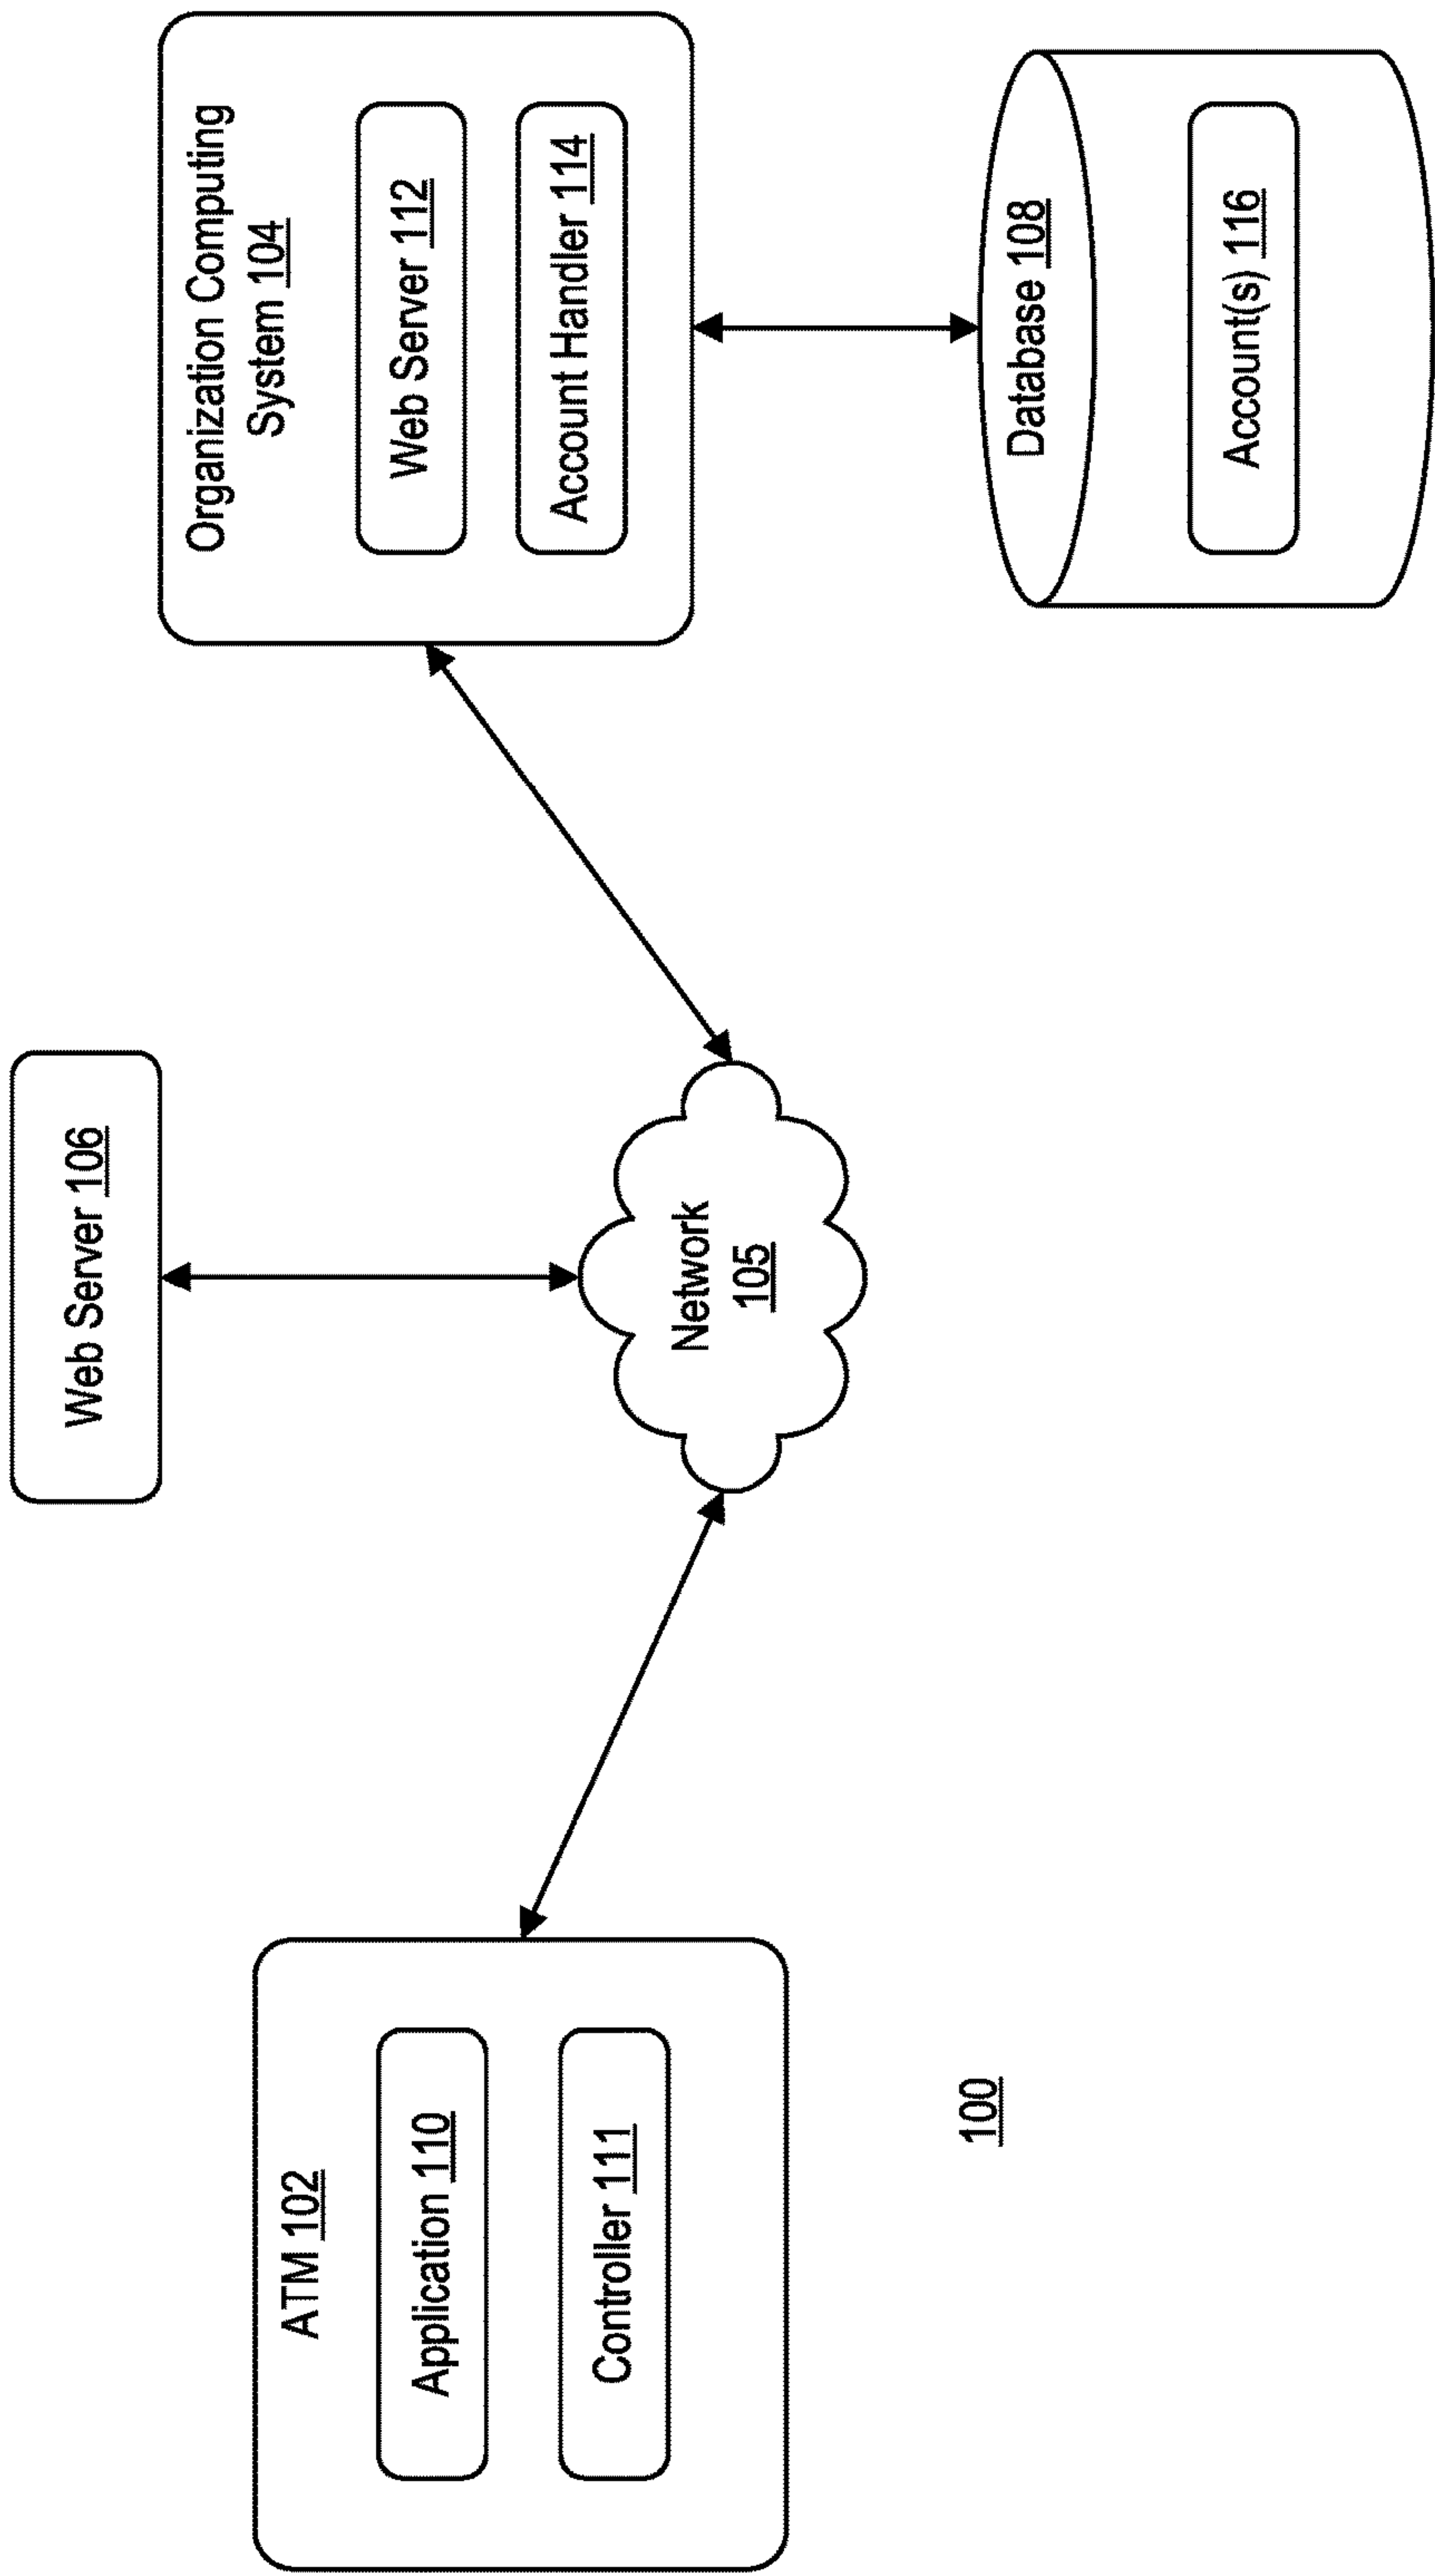 Web Server 106
Organization Computing
System 104
Web Server 112
Account Handler 114
ATM 102
Application 110
Controller 111
Network
105
Database 108
Account(s) 116
100